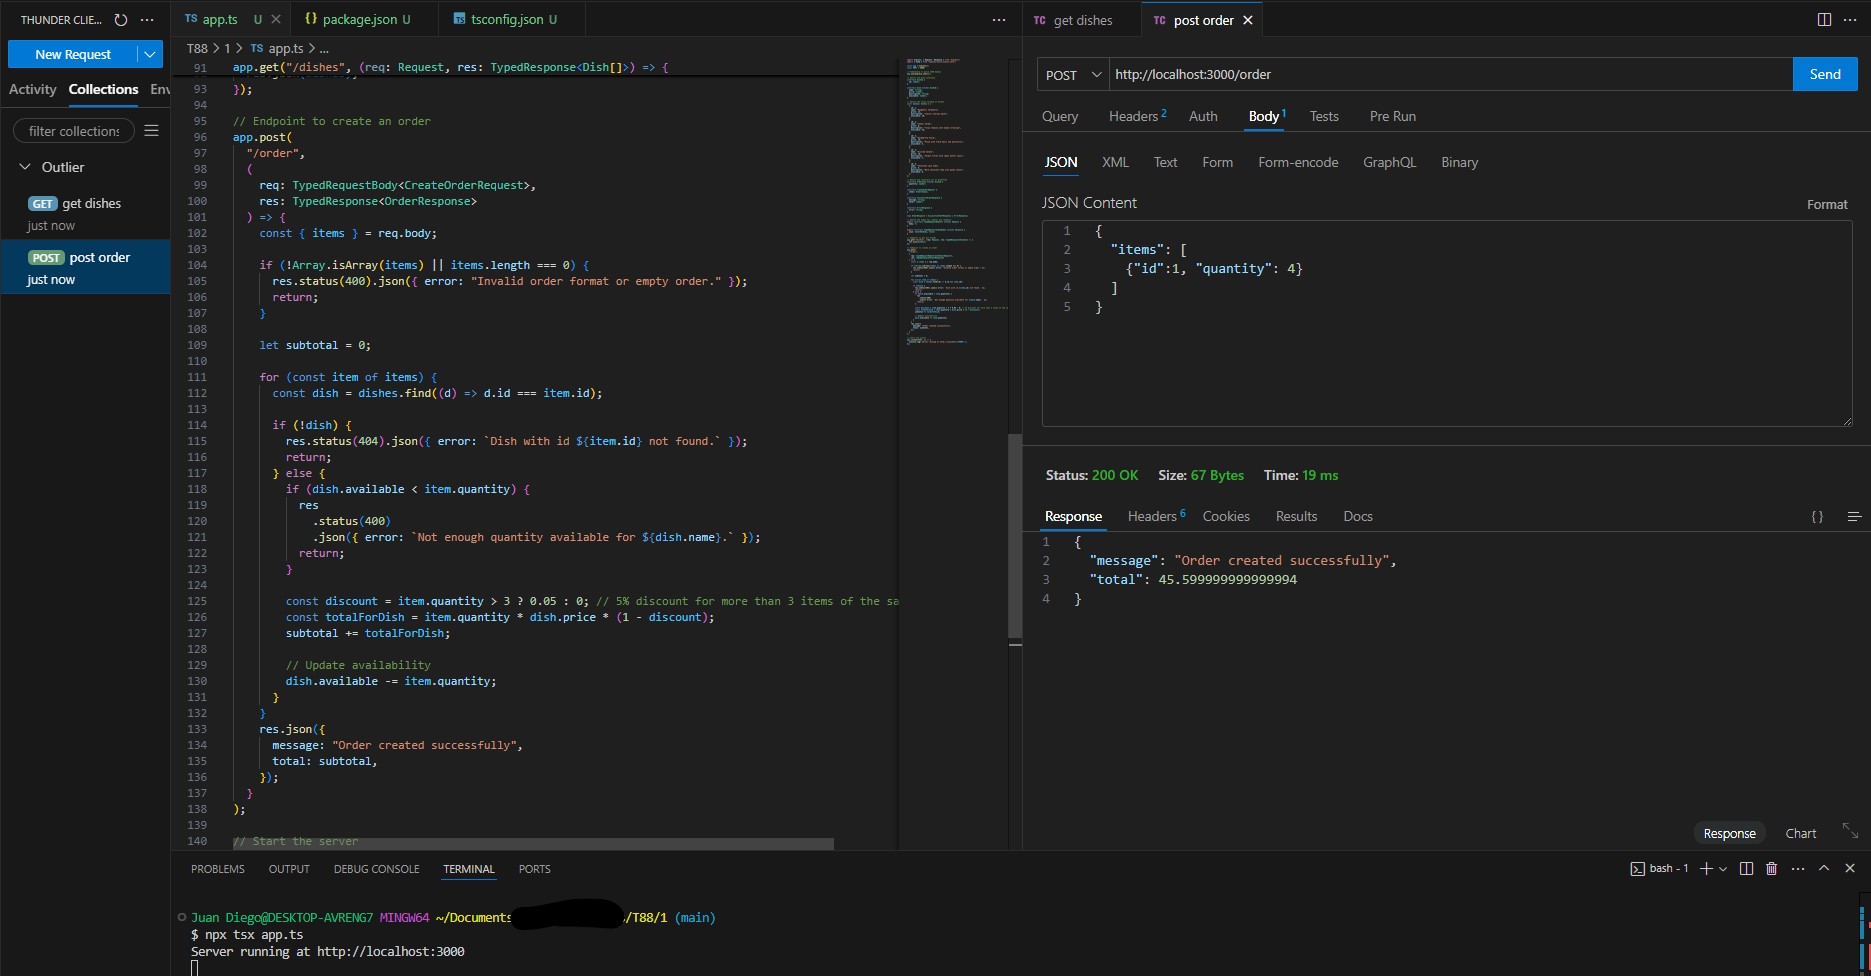 THUNDER CLIE...
New Request
Activity Collections Env
filter collections
Outlier
GET get dishes
just now
POST post order
just now
TS app.ts U
{} package.json U
tsconfig.json U
T88 > 1 > TS app.ts > ...
91 app.get("/dishes", (req: Request, res: TypedResponse<Dish[]>) => {
93 });
94
95 // Endpoint to create an order
96 app.post(
97 "/order",
98 (
99 req: TypedRequestBody<CreateOrderRequest>,
100 res: TypedResponse<OrderResponse>
101 ) => {
102 const { items } = req.body;
103
104 if (!Array.isArray(items) || items.length === 0) {
105 res.status(400).json({ error: "Invalid order format or empty order." });
106 return;
107 }
108
109 let subtotal = 0;
110
111 for (const item of items) {
112 const dish = dishes.find((d) => d.id === item.id);
113
114 if (!dish) {
115 res.status(404).json({ error: `Dish with id ${item.id} not found.` });
116 return;
117 } else {
118 if (dish.available < item.quantity) {
119 res
120 .status(400)
121 .json({ error: `Not enough quantity available for ${dish.name}.` });
122 return;
123 }
124
125 const discount = item.quantity > 3 ? 0.05 : 0; // 5% discount for more than 3 items of the sa
126 const totalForDish = item.quantity * dish.price * (1 - discount);
127 subtotal += totalForDish;
128
129 // Update availability
130 dish.available -= item.quantity;
131 }
132 }
133 res.json({
134 message: "Order created successfully",
135 total: subtotal,
136 });
137 }
138 );
139
140 // Start the server
TC get dishes
TC post order
POST http://localhost:3000/order Send
Query Headers 2 Auth Body 1 Tests Pre Run
JSON XML Text Form Form-encode GraphQL Binary
JSON Content Format
1 {
2 "items": [
3 {"id":1, "quantity": 4}
4 ]
5 }
Status: 200 OK Size: 67 Bytes Time: 19 ms
Response Headers 6 Cookies Results Docs {}
1 {
2 "message": "Order created successfully",
3 "total": 45.599999999999994
4 }
Response Chart
PROBLEMS OUTPUT DEBUG CONSOLE TERMINAL PORTS
bash - 1
Juan Diego@DESKTOP-AVRENG7 MINGW64 ~/Documents /T88/1 (main)
$ npx tsx app.ts
Server running at http://localhost:3000